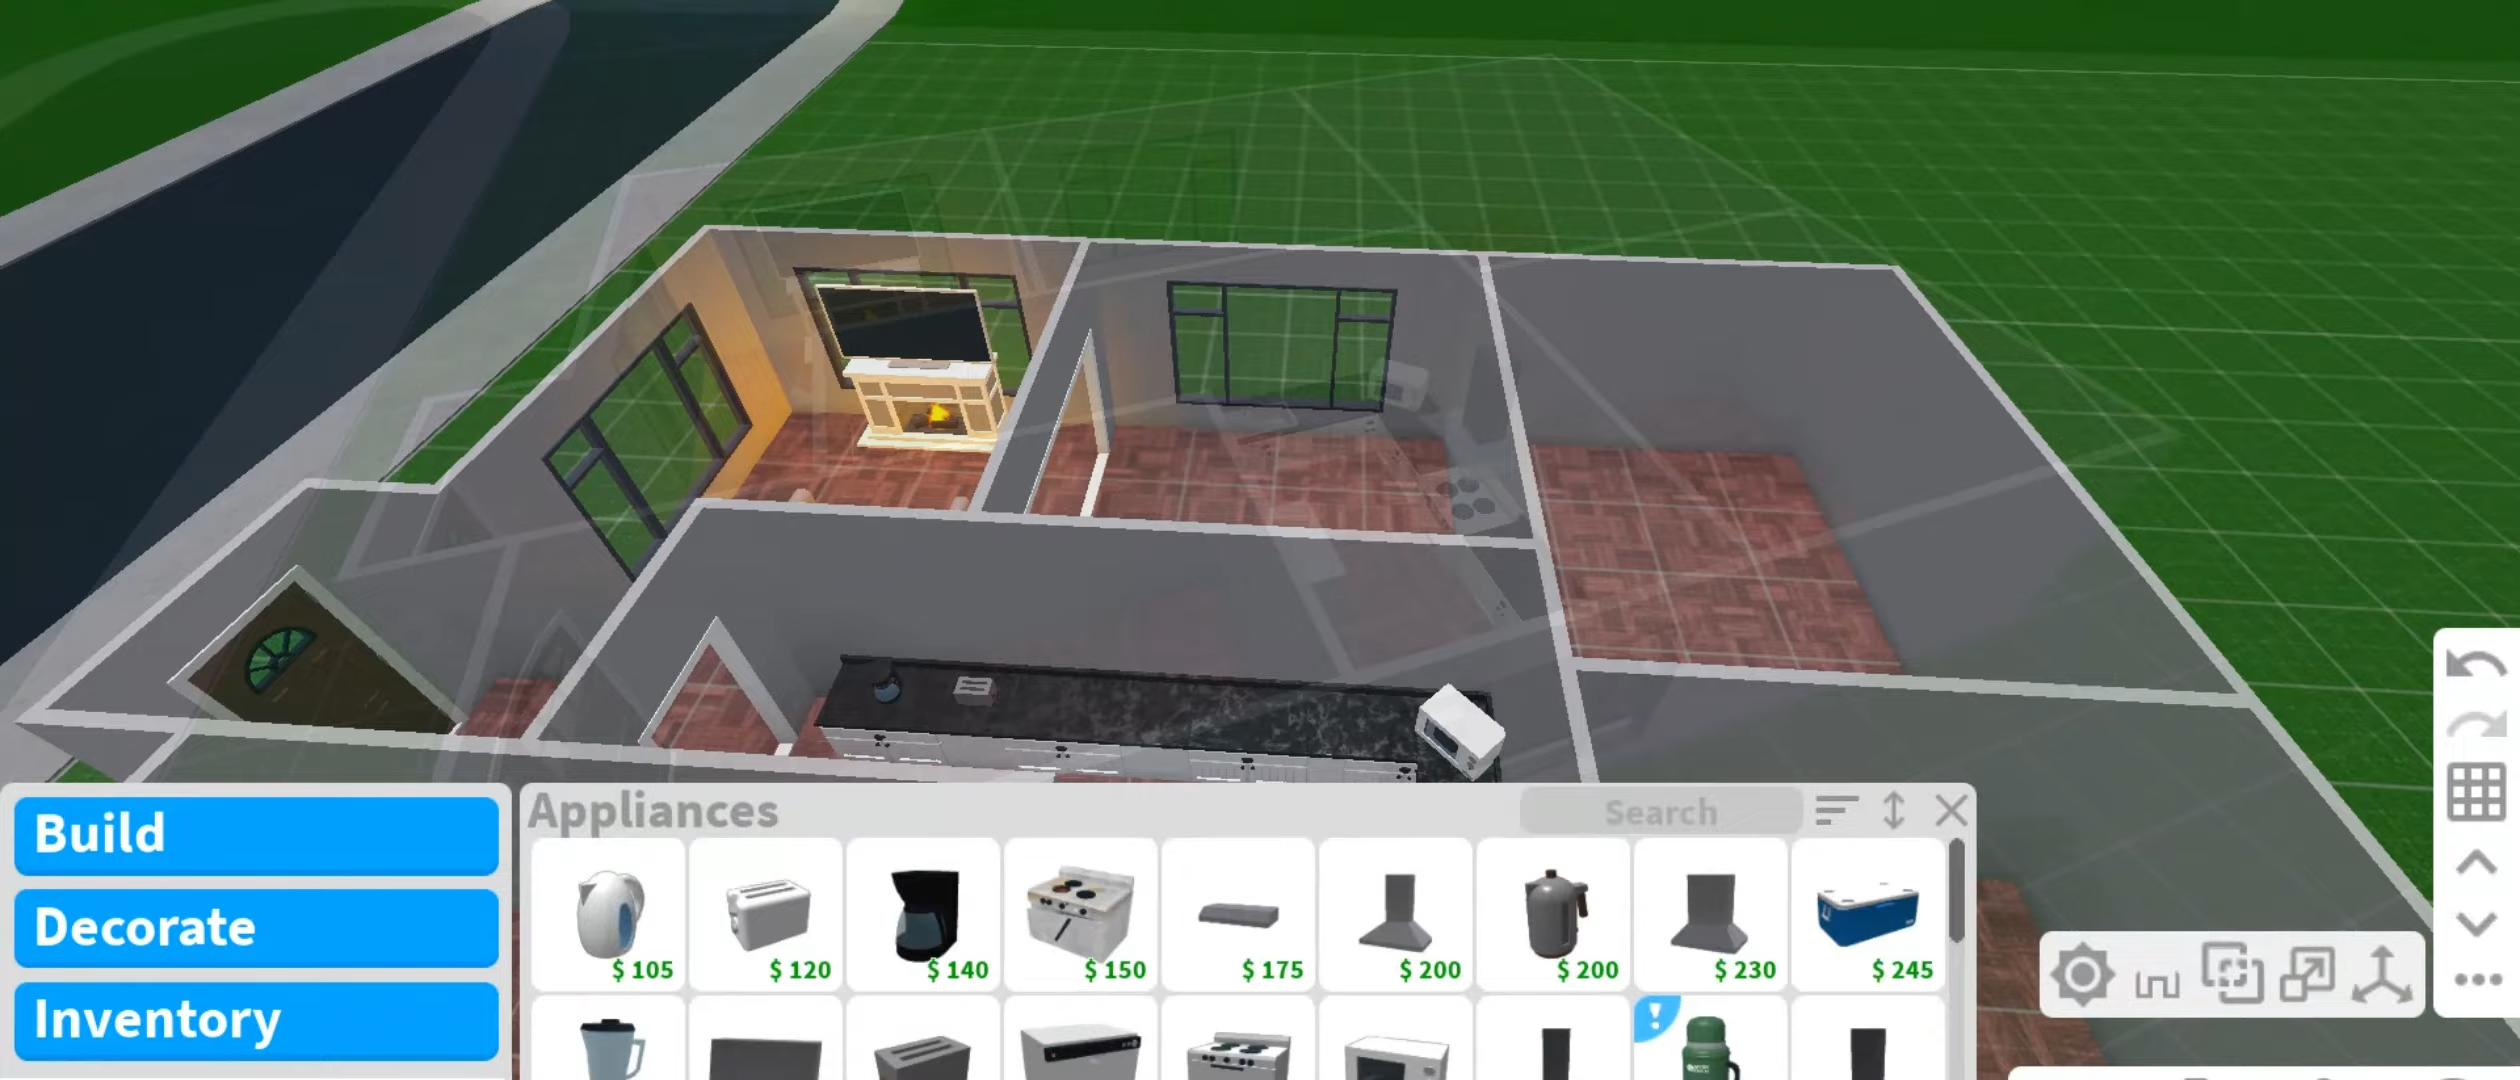 Build
Decorate
Inventory
Appliances
Search
$ 105
$ 120
$ 140
$ 150
$ 175
$ 200
$ 200
$ 230
$ 245
!